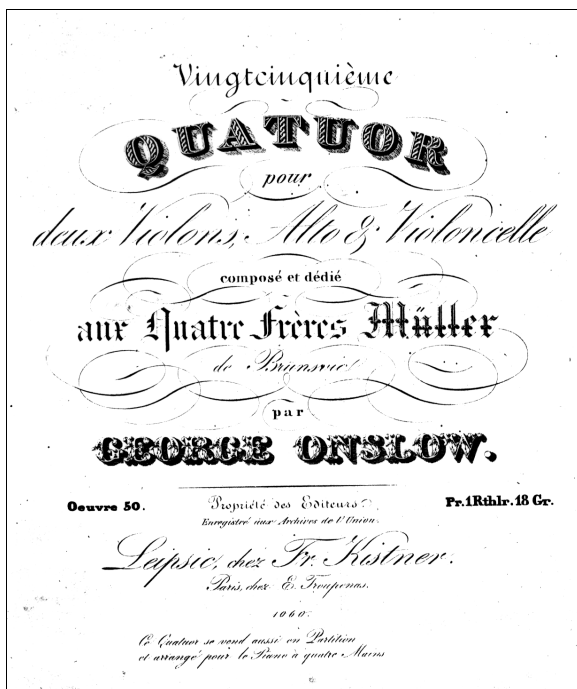 Vingtcinquième
QUATUOR
pour
deux Violons, Alto & Violoncelle
composé et dédié
aux Quatre Frères Müller
de Brunsvic
par
GEORGE ONSLOW.
Oeuvre 50.
Propriété des Editeurs.
Pr. 1 Rthlr. 18 Gr.
Enregistré aux Archives de l'Union.
Leipsic, chez Fr. Kistner.
Paris, chez E. Troupenas.
1060.
Ce Quatuor se vend aussi en Partition
et arrangé pour le Piano à quatre Mains